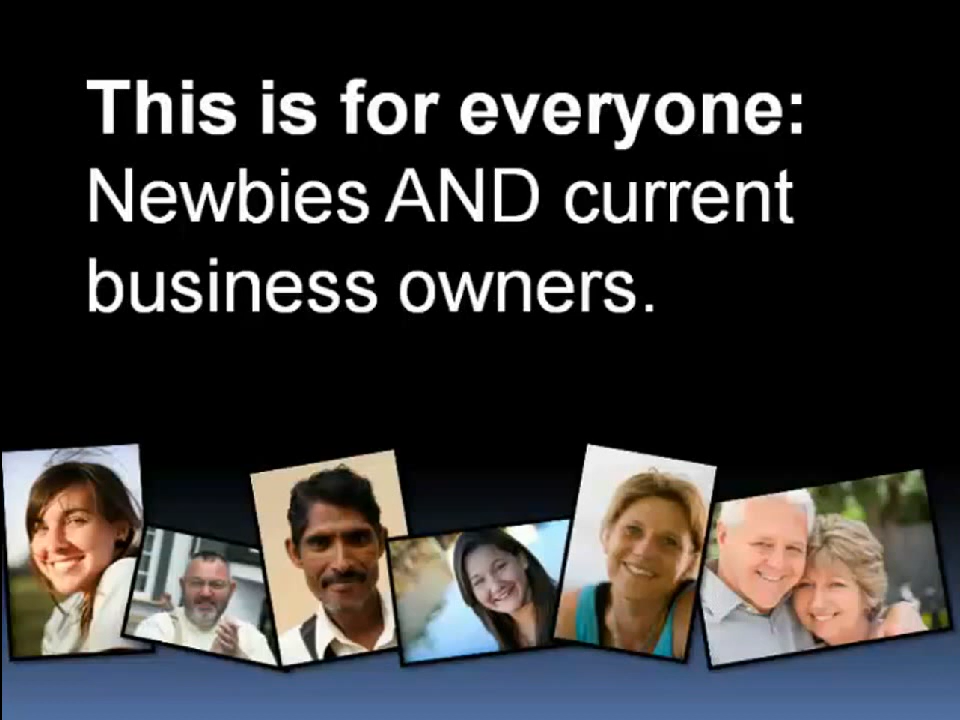 This is for everyone:
Newbies AND current
business owners.